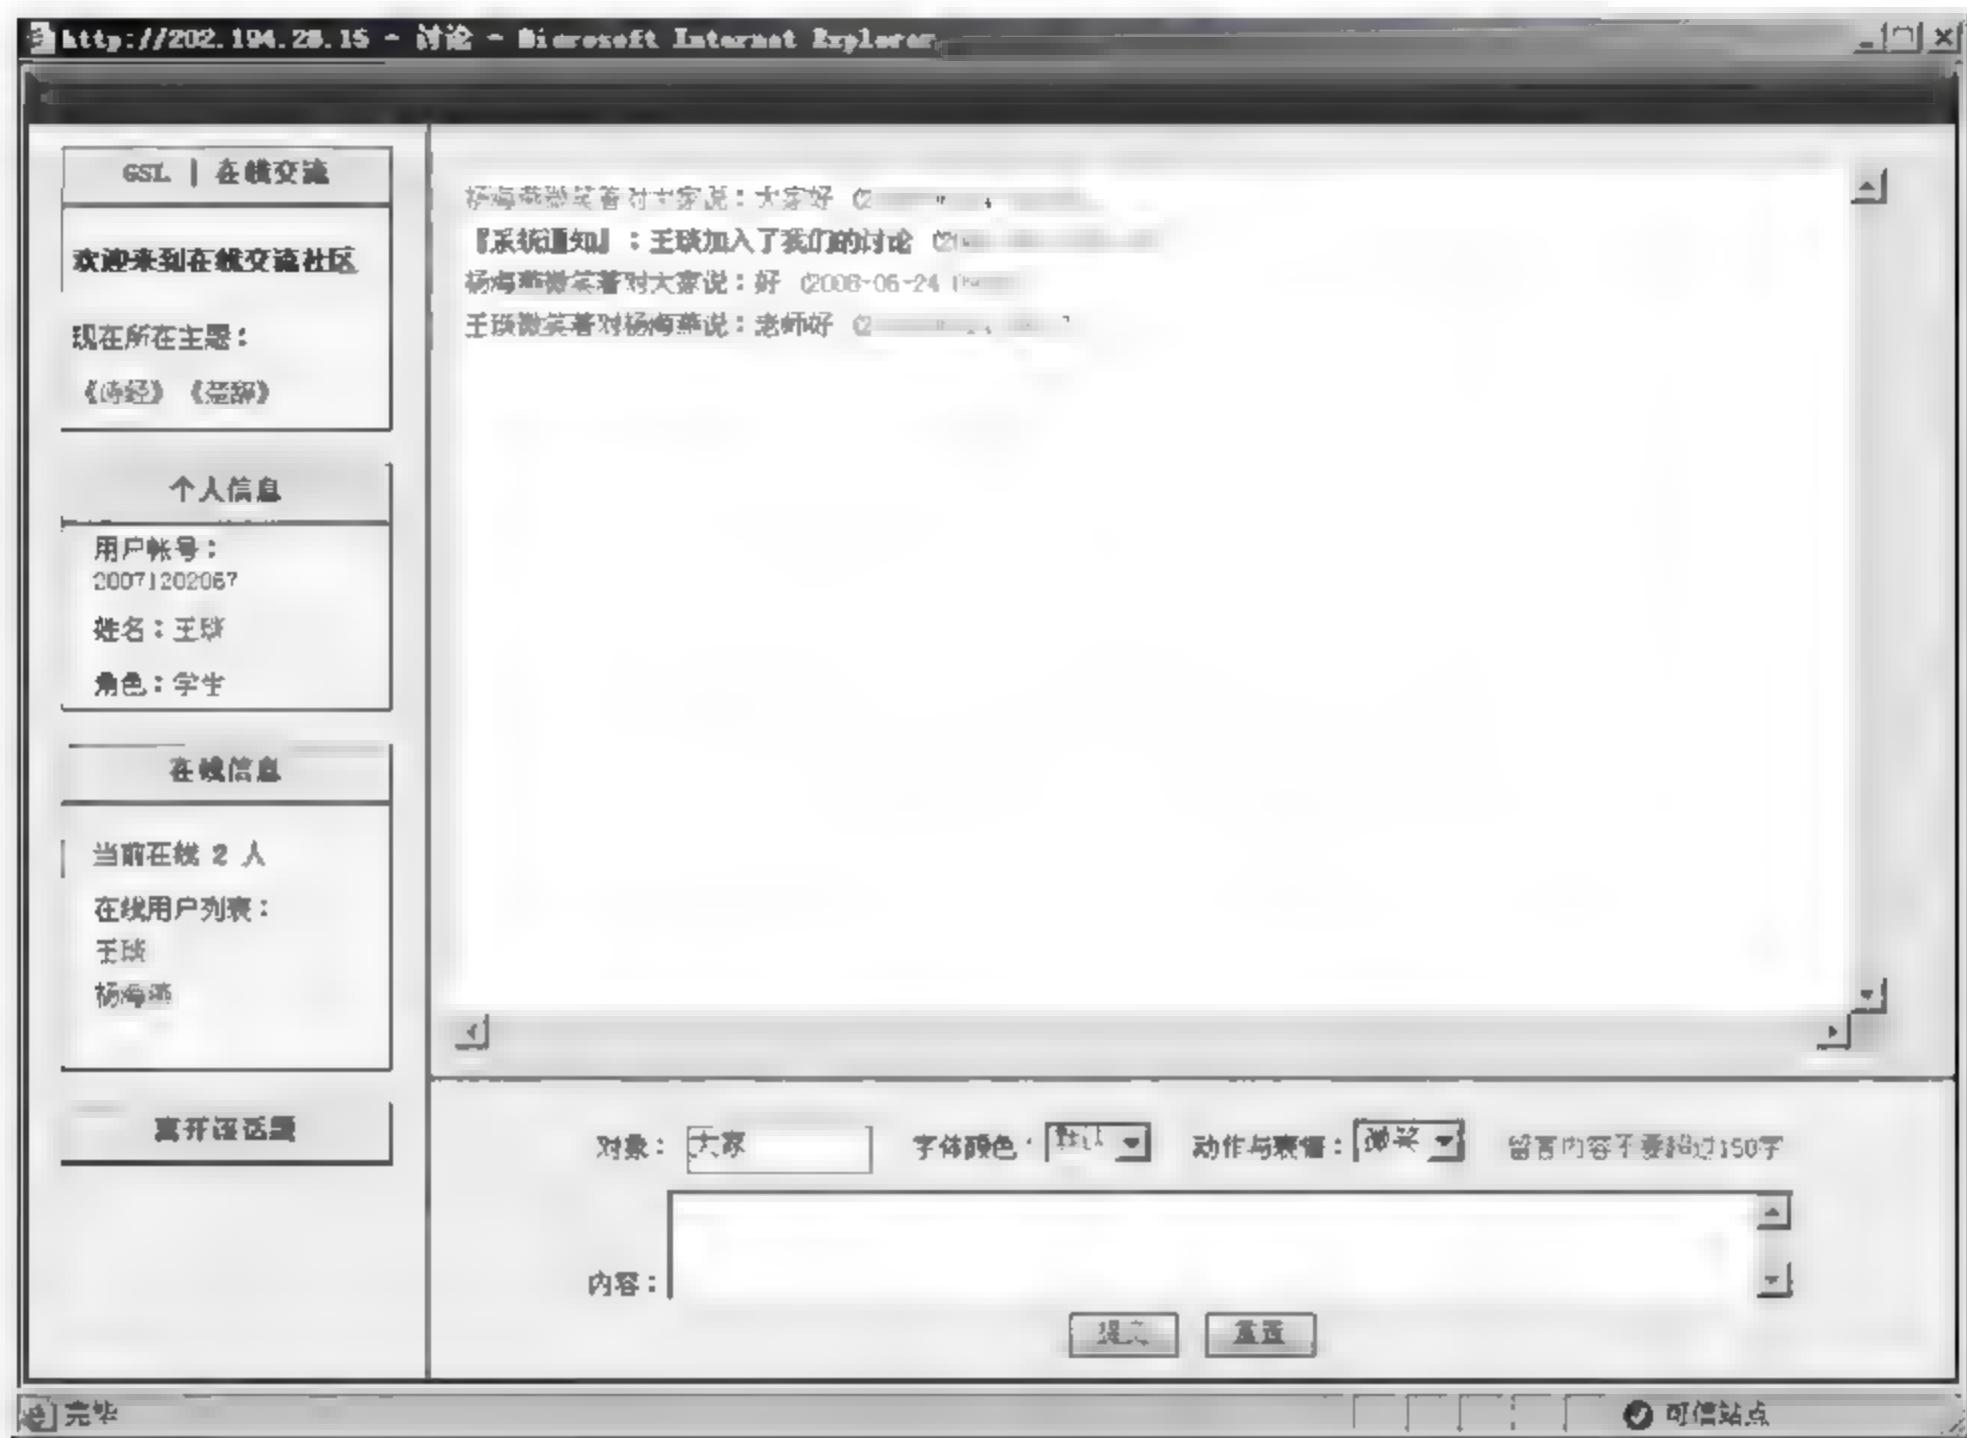 http://202.194.28.15 - 讨论 - Microsoft Internet Explorer
GSL | 在线交流
欢迎来到在线交流社区
现在所在主题：
《诗经》《楚辞》
个人信息
用户帐号：
20071202067
姓名：王琰
角色：学生
在线信息
当前在线 2 人
在线用户列表：
王琰
杨海燕
离开该话题
杨海燕微笑着对大家说：大家好
『系统通知』：王琰加入了我们的讨论
杨海燕微笑着对大家说：好 (2008-06-24
王琰微笑着对杨海燕说：老师好
对象： 大家 字体颜色： 默认 动作与表情： 微笑 留言内容不要超过150字
内容：
提交 重置
完毕 可信站点